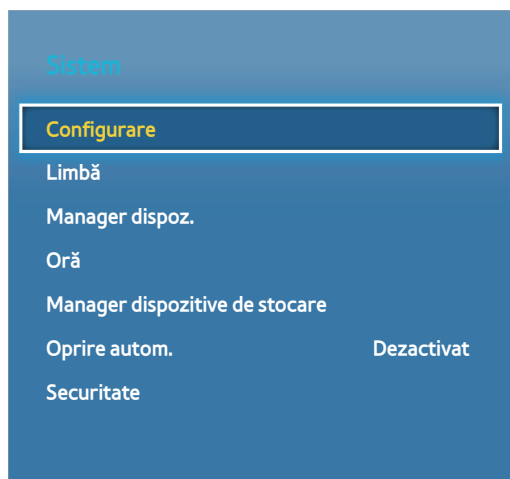 Sistem
Configurare
Limbă
Manager dispoz.
Oră
Manager dispozitive de stocare
Oprire autom. Dezactivat
Securitate